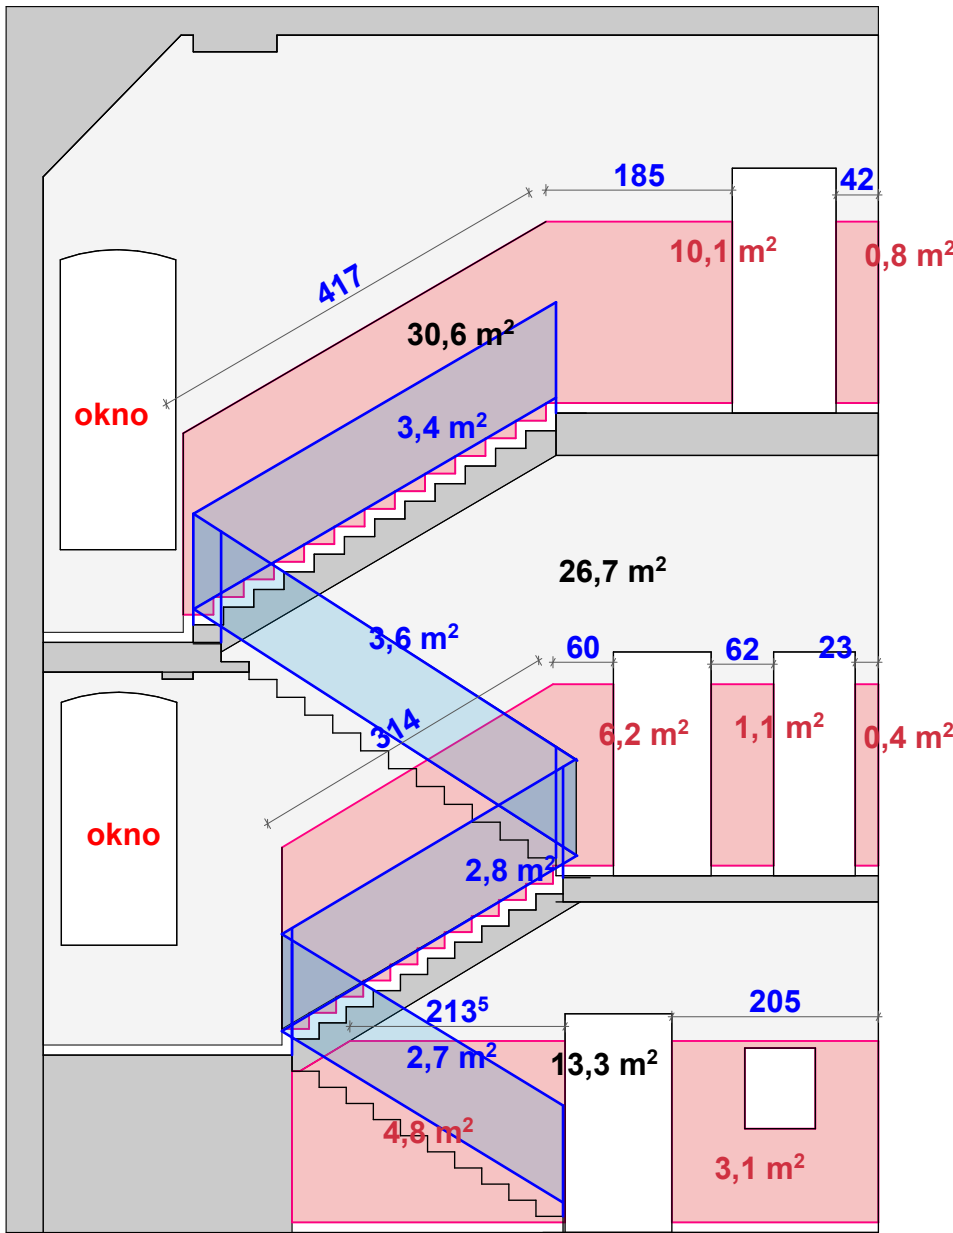 185
42
10,1 m²
0,8 m²
417
30,6 m²
okno
3,4 m²
26,7 m²
3,6 m²
60
62
23
314
6,2 m²
1,1 m²
0,4 m²
okno
2,8 m²
213⁵
205
2,7 m²
13,3 m²
4,8 m²
3,1 m²